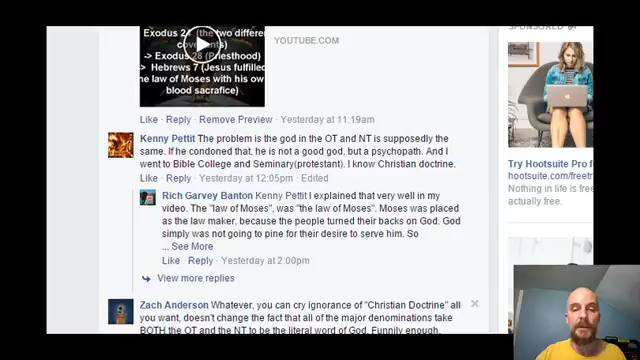 SPONSORED
Exodus 24 (the two differe
covenants)
-> Exodus 28 (Priesthood)
-> Hebrews 7 (Jesus fulfilled
he law of Moses with his ow
blood sacrafice)
YOUTUBE.COM
Like · Reply · Remove Preview · Yesterday at 11:19am
Kenny Pettit The problem is the god in the OT and NT is supposedly the
same. If he condoned that, he is not a good god, but a psychopath. And I
went to Bible College and Seminary(protestant). I know Christian doctrine.
Like · Reply · Yesterday at 12:05pm · Edited
Rich Garvey Banton Kenny Pettit I explained that very well in my
video. The "law of Moses", was "the law of Moses". Moses was placed
as the law maker, because the people turned their backs on God. God
simply was not going to pine for their desire to serve him. So
... See More
Like · Reply · Yesterday at 2:00pm
View more replies
Zach Anderson Whatever, you can cry ignorance of "Christian Doctrine" all
you want, doesn't change the fact that all of the major denominations take
BOTH the OT and the NT to be the literal word of God. Funnily enough,
Try Hootsuite Pro f
hootsuite.com/freetr
Nothing in life is fre
actually free.